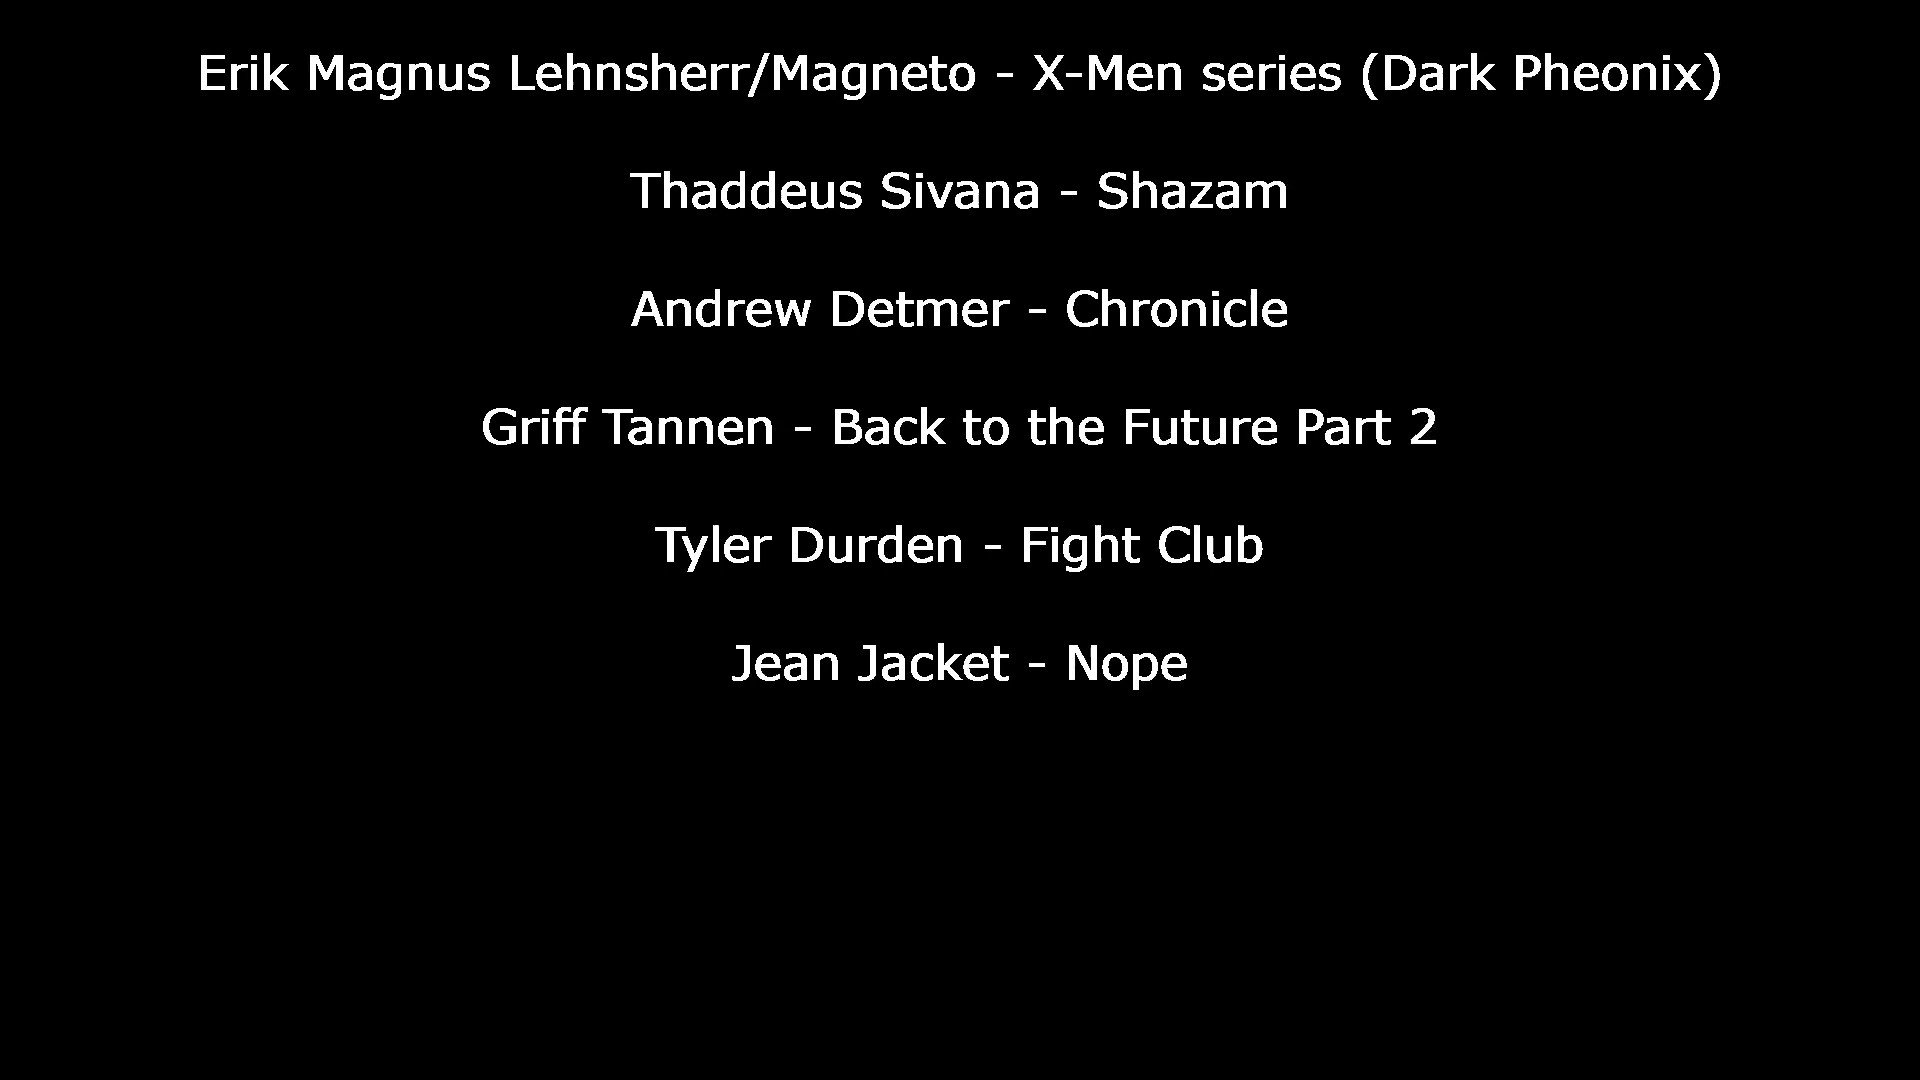 Erik Magnus Lehnsherr/Magneto - X-Men series (Dark Pheonix)
Thaddeus Sivana - Shazam
Andrew Detmer - Chronicle
Griff Tannen - Back to the Future Part 2
Tyler Durden - Fight Club
Jean Jacket - Nope